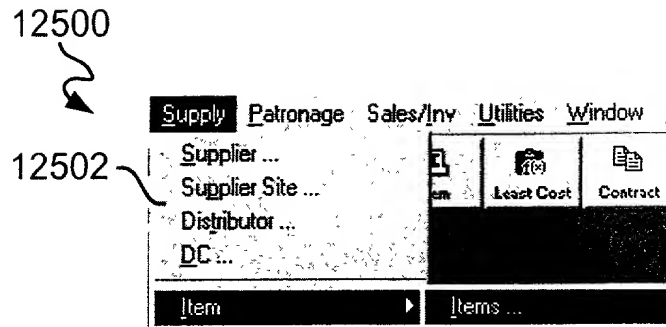 12500
Supply Patronage Sales/Inv Utilities Window
12502
Supplier ...
Supplier Site ...
Distributor ...
DC ...
Least Cost
Contract
Item
Items ...